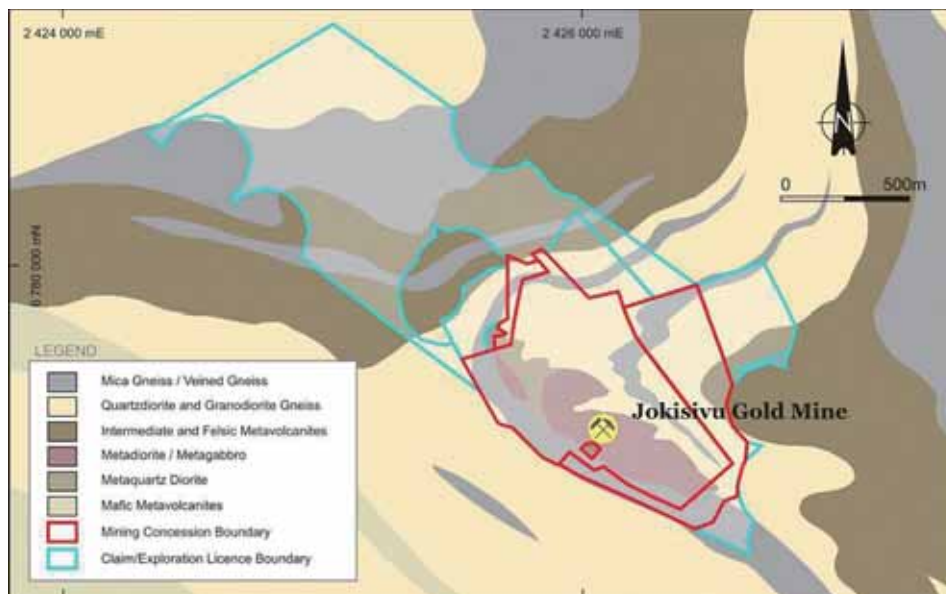 2 424 000 mE
2 426 000 mE
N
0 500m
6 780 000 mN
LEGEND
Mica Gneiss / Veined Gneiss
Quartzdiorite and Granodiorite Gneiss
Intermediate and Felsic Metavolcanites
Metadiorite / Metagabbro
Metaquartz Diorite
Mafic Metavolcanites
Mining Concession Boundary
Claim/Exploration Licence Boundary
Jokisivu Gold Mine